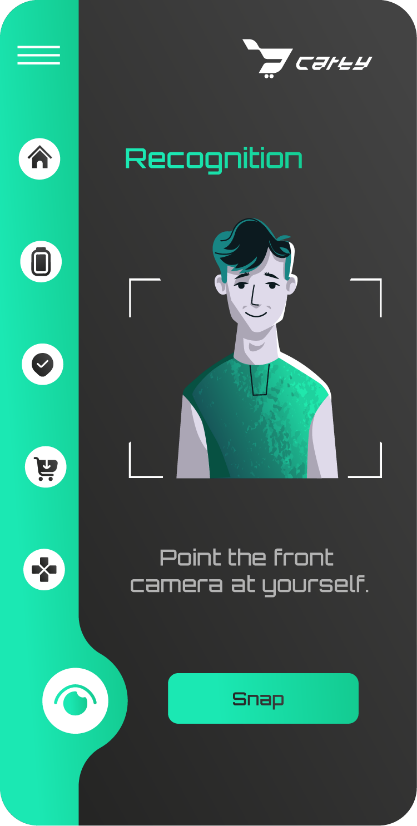 carty
Recognition
Point the front
camera at yourself.
Snap